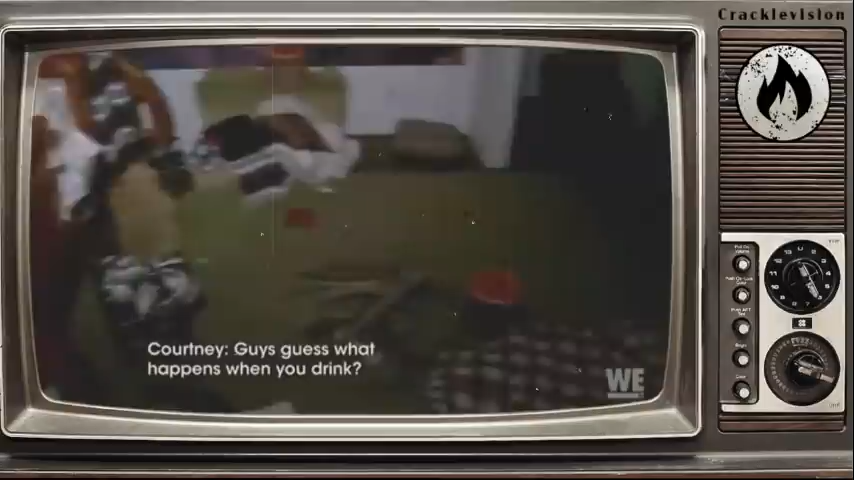 Cracklevision
Courtney: Guys guess what
happens when you drink?
WE